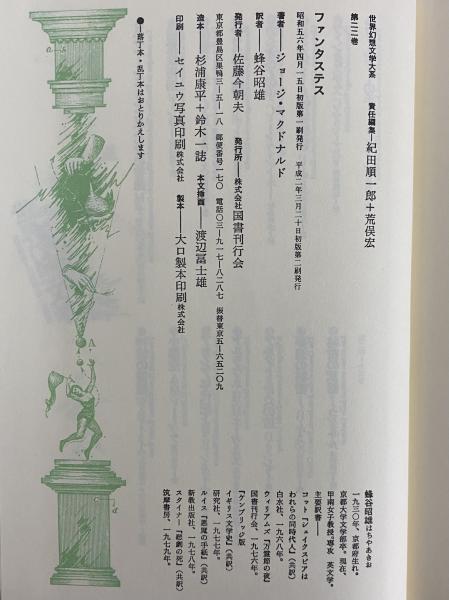 世界幻想文学大系　責任編集──紀田順一郎＋荒俣宏
第二二巻
ファンタステス
昭和五六年四月一五日初版第一刷発行　平成二年三月二十日初版第二刷発行
著者──ジョージ・マクドナルド
訳者──蜂谷昭雄
発行者──佐藤今朝夫　発行所──株式会社国書刊行会
東京都豊島区巣鴨三―五―一八　郵便番号一七〇　電話〇三―九一七―八二八七　振替東京五―六五二〇九
造本──杉浦康平＋鈴木一誌　本文挿画──渡辺冨士雄
印刷──セイユウ写真印刷株式会社　製本──大口製本印刷株式会社
●──落丁本・乱丁本はおとりかえします
蜂谷昭雄はちやあきお
一九三〇年、京都府生れ。
京都大学文学部卒。現在、
甲南女子教授。専攻　英文学。
主要訳書──
コット『シェイクスピアは
われらの同時代人』（共訳）
白水社、一九六八年。
ウィリアムズ『万霊節の夜』
国書刊行会、一九七六年。
『ケンブリッジ版
イギリス文学史』（共訳）
研究社、一九七七年。
ルイス『悪魔の手紙』（共訳）
新教出版社、一九七八年。
スタイナー『悲劇の死』（共訳）
筑摩書房、一九七九年。